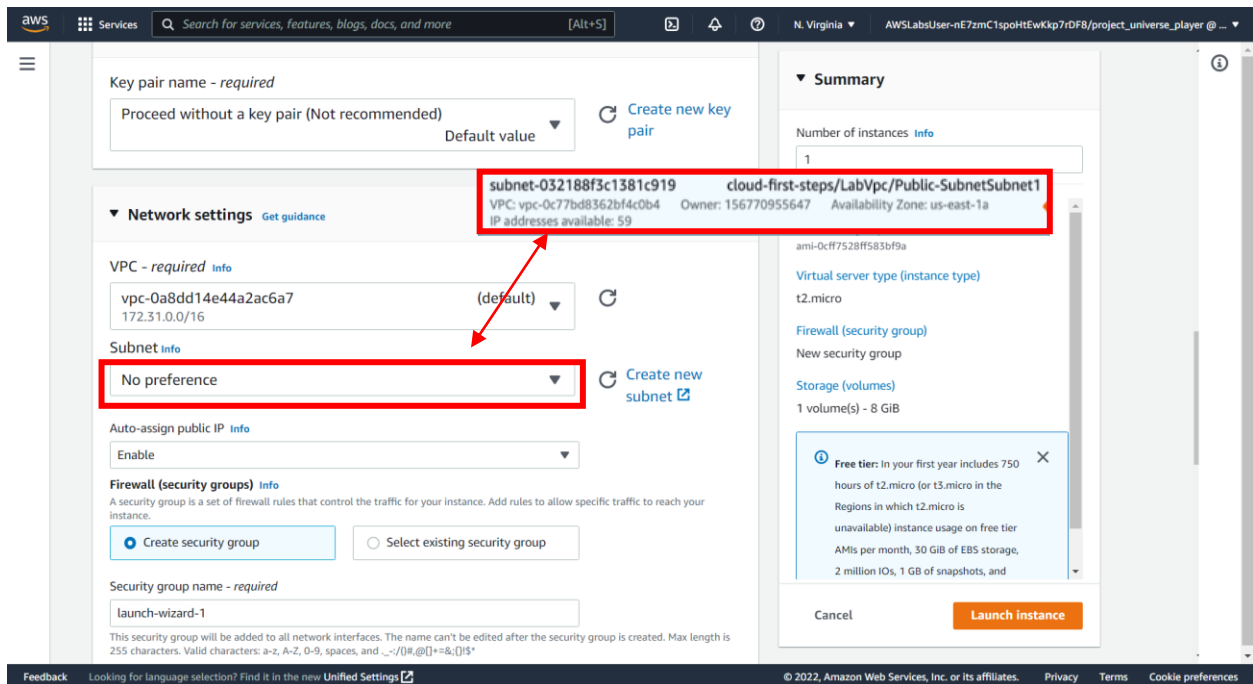 aws
Services
Search for services, features, blogs, docs, and more [Alt+S]
N. Virginia ▼
AWSLabsUser-nE7zmC1spoHtEwKkp7rDF8/project_universe_player @ ... ▼
Key pair name - required
Proceed without a key pair (Not recommended)
Default value
Create new key
pair
Network settings Get guidance
subnet-032188f3c1381c919 cloud-first-steps/LabVpc/Public-SubnetSubnet1
VPC: vpc-0c77bd8362bf4c0b4 Owner: 156770955647 Availability Zone: us-east-1a
IP addresses available: 59
VPC - required Info
vpc-0a8dd14e44a2ac6a7 (default)
172.31.0.0/16
Subnet Info
No preference
Create new
subnet
Auto-assign public IP Info
Enable
Firewall (security groups) Info
A security group is a set of firewall rules that control the traffic for your instance. Add rules to allow specific traffic to reach your
instance.
Create security group
Select existing security group
Security group name - required
launch-wizard-1
This security group will be added to all network interfaces. The name can't be edited after the security group is created. Max length is
255 characters. Valid characters: a-z, A-Z, 0-9, spaces, and ._-:/()#,@[]+=&;{}!$*
Summary
Number of instances Info
1
ami-0cff7528ff583bf9a
Virtual server type (instance type)
t2.micro
Firewall (security group)
New security group
Storage (volumes)
1 volume(s) - 8 GiB
Free tier: In your first year includes 750
hours of t2.micro (or t3.micro in the
Regions in which t2.micro is
unavailable) instance usage on free tier
AMIs per month, 30 GiB of EBS storage,
2 million IOs, 1 GB of snapshots, and
Cancel
Launch instance
Feedback
Looking for language selection? Find it in the new Unified Settings
© 2022, Amazon Web Services, Inc. or its affiliates.
Privacy
Terms
Cookie preferences